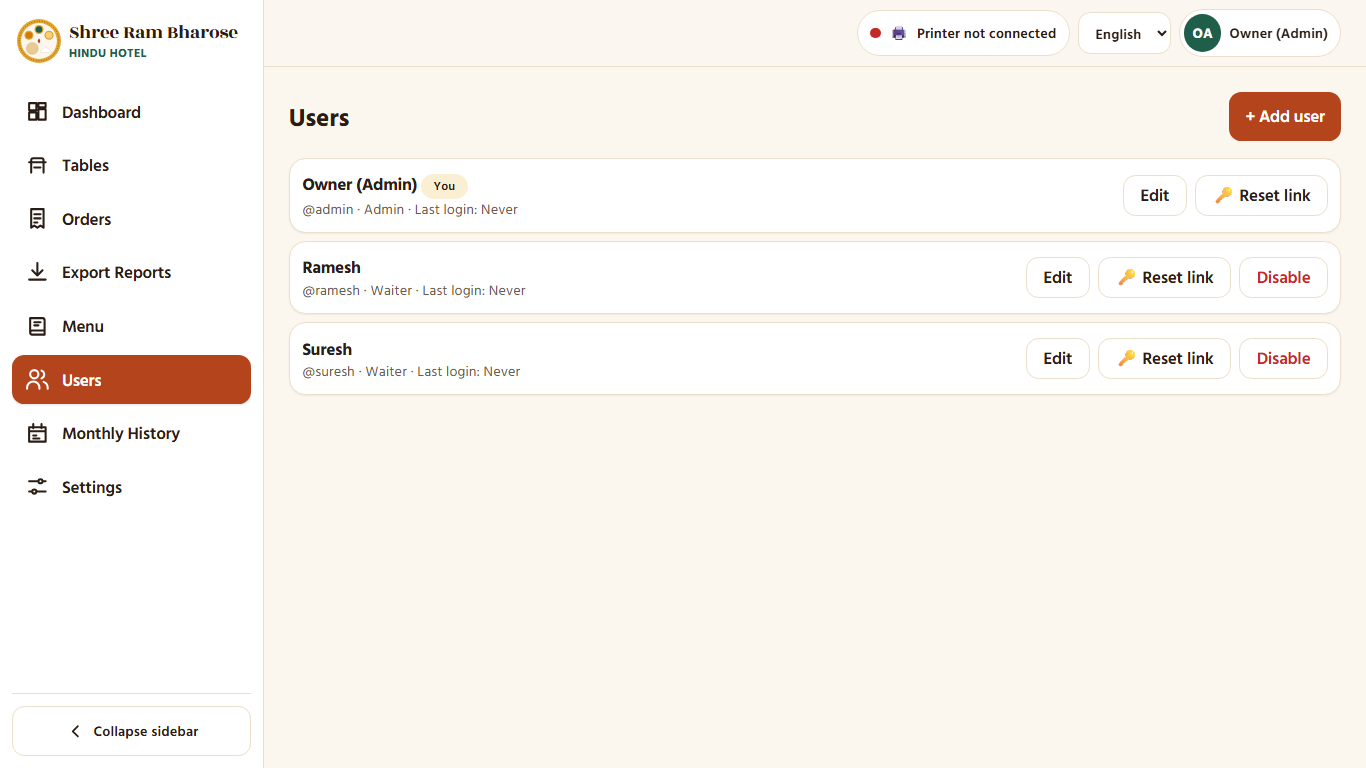 Shree Ram Bharose
HINDU HOTEL
Printer not connected
English
OA
Owner (Admin)
Dashboard
Tables
Orders
Export Reports
Menu
Users
Monthly History
Settings
Collapse sidebar
Users
+ Add user
Owner (Admin) You
@admin · Admin · Last login: Never
Edit
Reset link
Ramesh
@ramesh · Waiter · Last login: Never
Edit
Reset link
Disable
Suresh
@suresh · Waiter · Last login: Never
Edit
Reset link
Disable